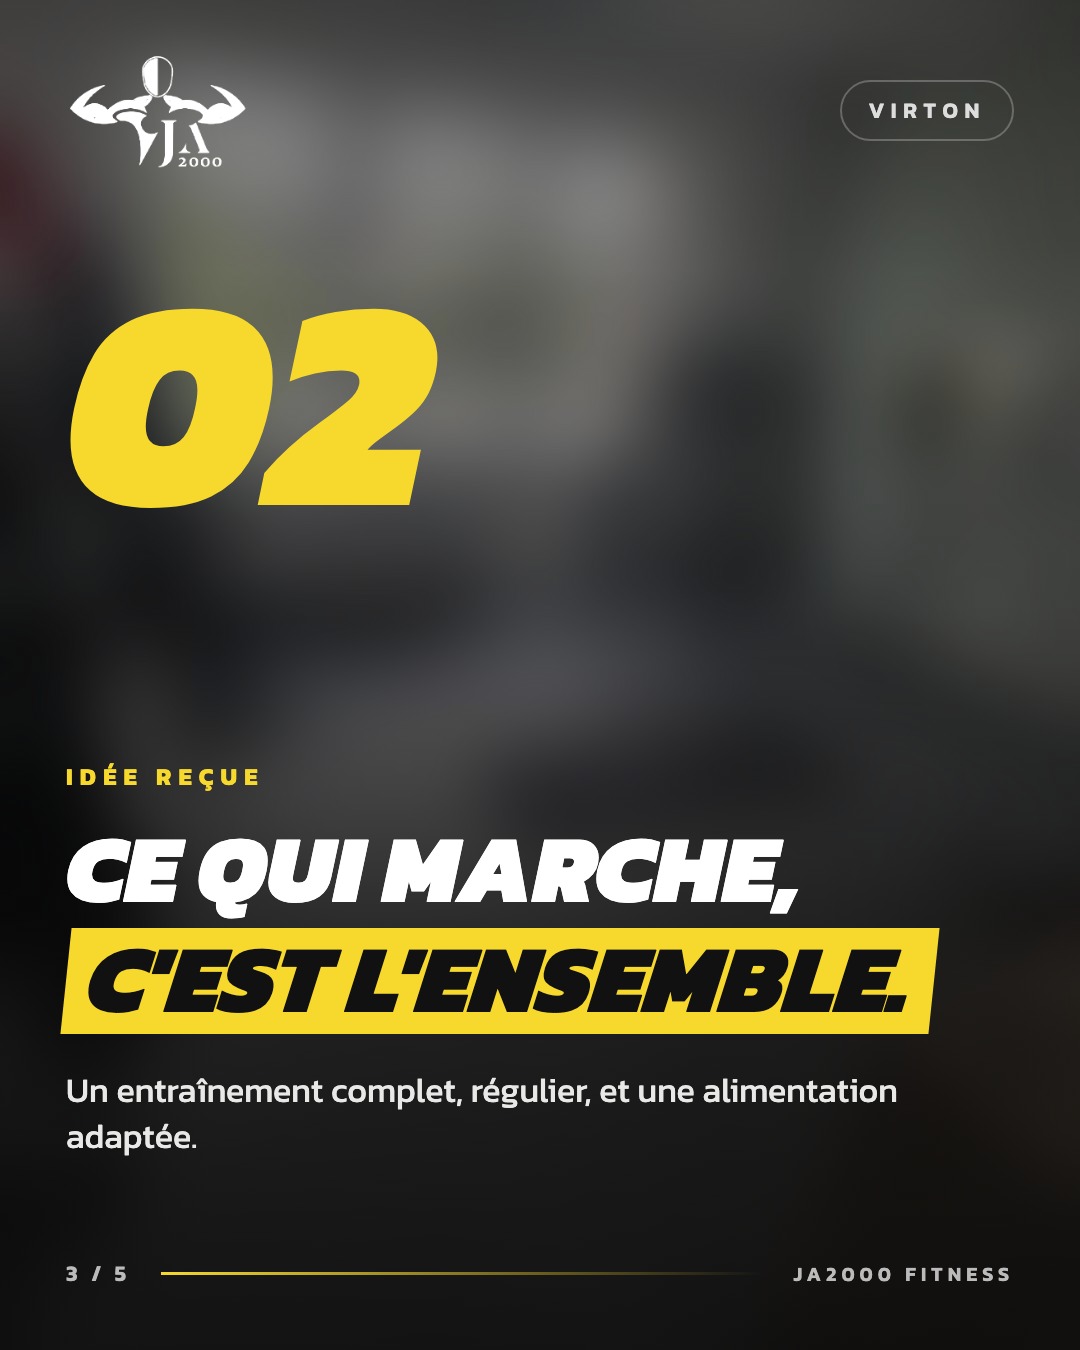 JA
2000
VIRTON
02
IDÉE REÇUE
CE QUI MARCHE,
C'EST L'ENSEMBLE.
Un entraînement complet, régulier, et une alimentation
adaptée.
3 / 5
JA2000 FITNESS